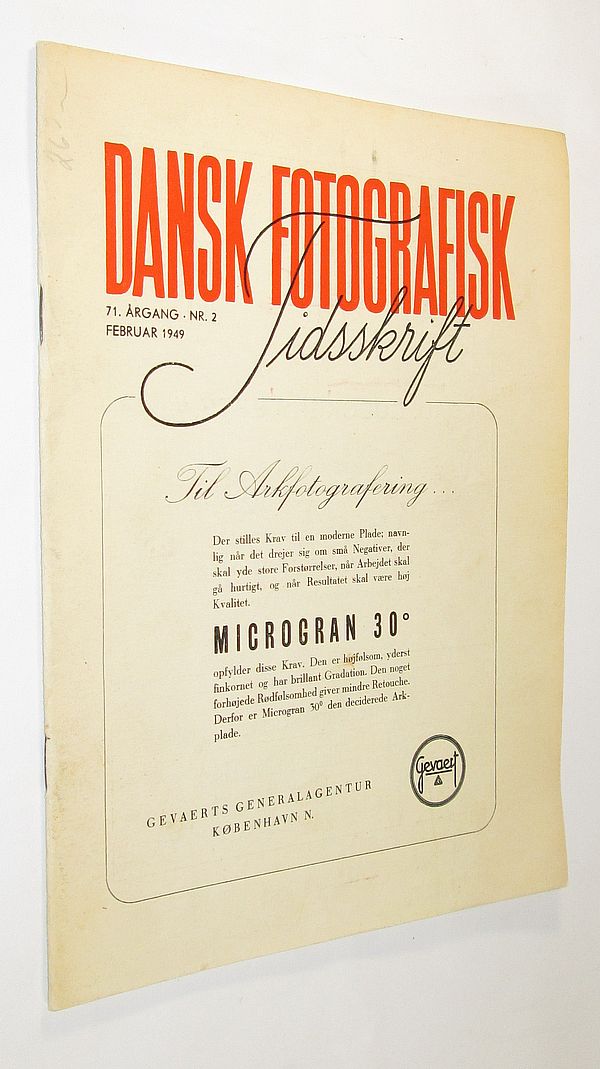 DANSK FOTOGRAFISK
Tidsskrift
71. ÅRGANG · NR. 2
FEBRUAR 1949
Til Arkfotografering...
Der stilles Krav til en moderne Plade; navn-
lig når det drejer sig om små Negativer, der
skal yde store Forstørrelser, når Arbejdet skal
gå hurtigt, og når Resultatet skal være høj
Kvalitet.
MICROGRAN 30°
opfylder disse Krav. Den er højfølsom, yderst
finkornet og har brillant Gradation. Den noget
forhøjede Rødfølsomhed giver mindre Retouche.
Derfor er Microgran 30° den deciderede Ark-
plade.
Gevaert
GEVAERTS GENERALAGENTUR
KØBENHAVN N.